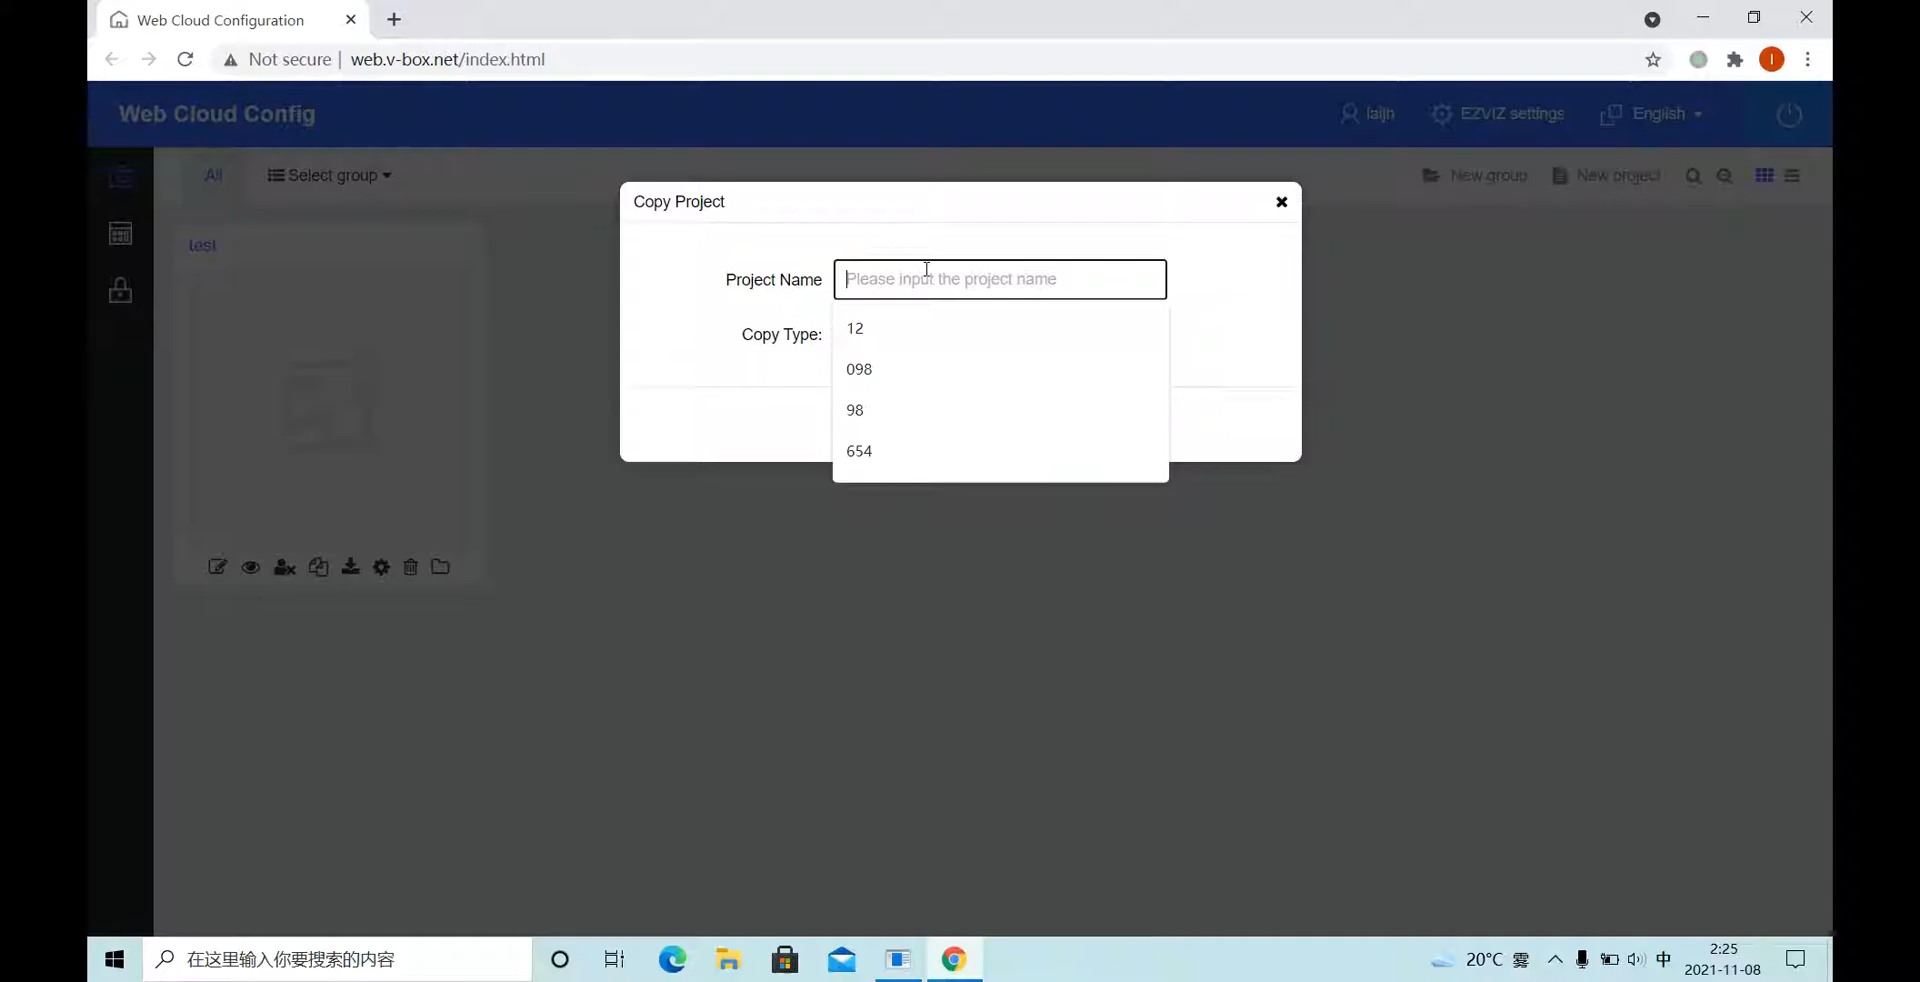 Web Cloud Configuration
Not secure | web.v-box.net/index.html
Web Cloud Config
laijh
EZVIZ settings
English
All
Select group
New group
New project
test
Copy Project
Project Name
Please input the project name
Copy Type:
12
098
98
654
在这里输入你要搜索的内容
20°C 雾
中
2:25
2021-11-08